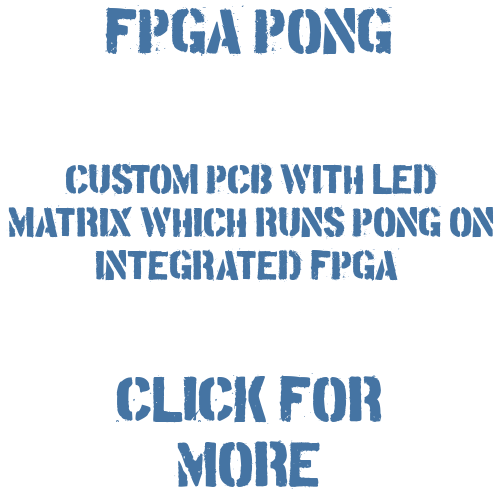 FPGA PONG
CUSTOM PCB WITH LED
MATRIX WHICH RUNS PONG ON
INTEGRATED FPGA
CLICK FOR
MORE